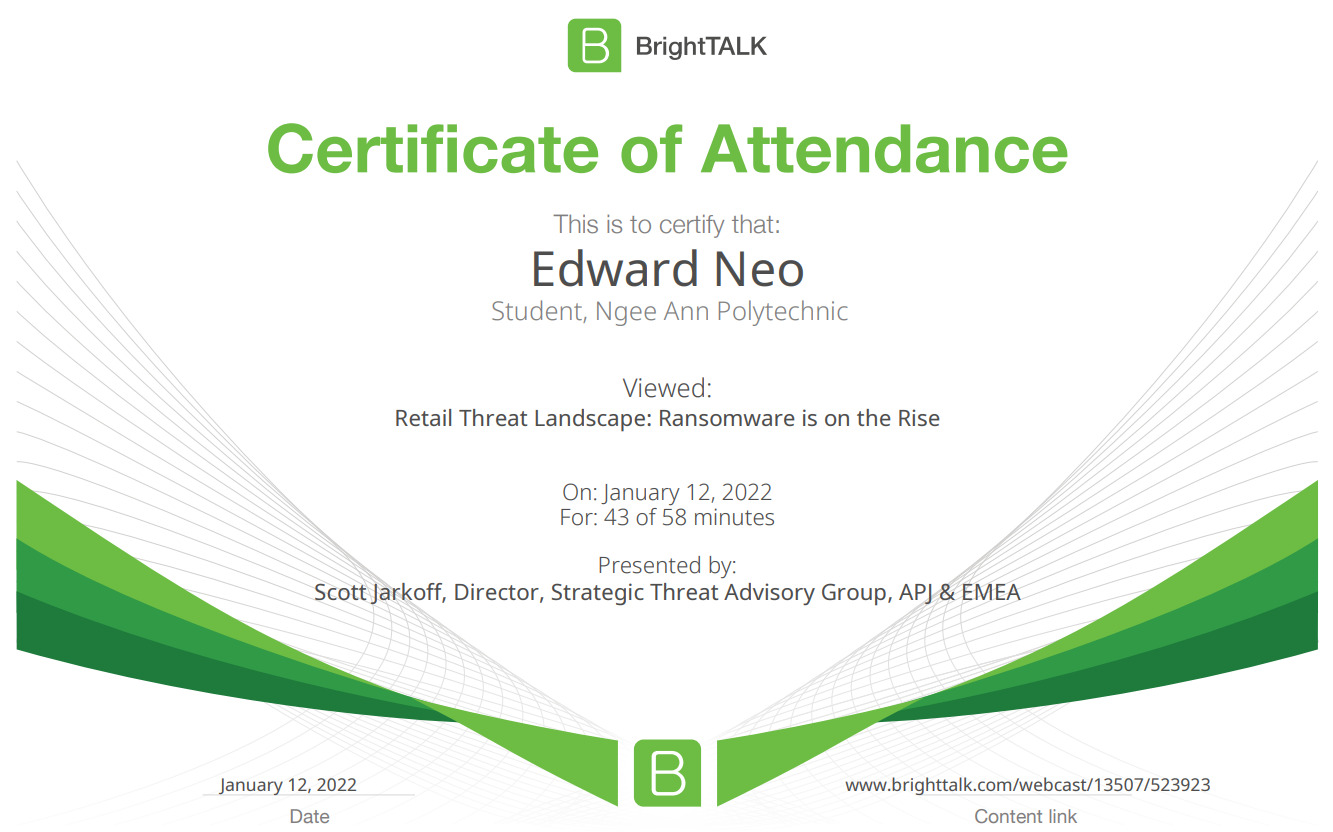 BrightTALK
Certificate of Attendance
This is to certify that:
Edward Neo
Student, Ngee Ann Polytechnic
Viewed:
Retail Threat Landscape: Ransomware is on the Rise
On: January 12, 2022
For: 43 of 58 minutes
Presented by:
Scott Jarkoff, Director, Strategic Threat Advisory Group, APJ & EMEA
January 12, 2022
Date
B
www.brighttalk.com/webcast/13507/523923
Content link